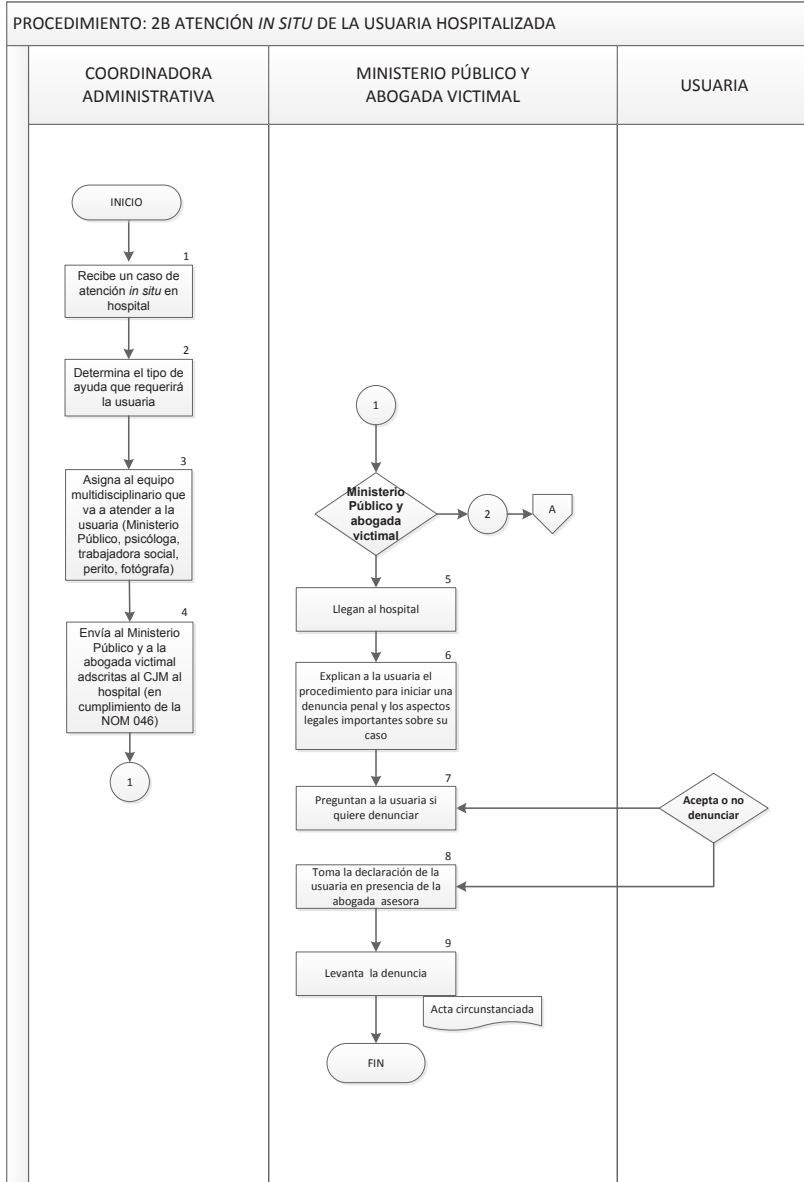 PROCEDIMIENTO: 2B ATENCIÓN IN SITU DE LA USUARIA HOSPITALIZADA
COORDINADORA
ADMINISTRATIVA
MINISTERIO PÚBLICO Y
ABOGADA VICTIMAL
USUARIA
INICIO
1
Recibe un caso de
atención in situ en
hospital
2
Determina el tipo de
ayuda que requerirá
la usuaria
3
Asigna al equipo
multidisciplinario que
va a atender a la
usuaria (Ministerio
Público, psicóloga,
trabajadora social,
perito, fotógrafa)
4
Envía al Ministerio
Público y a la
abogada victimal
adscritas al CJM al
hospital (en
cumplimiento de la
NOM 046)
1
1
Ministerio
Público y
abogada
victimal
2
A
5
Llegan al hospital
6
Explican a la usuaria el
procedimiento para iniciar una
denuncia penal y los aspectos
legales importantes sobre su
caso
7
Preguntan a la usuaria si
quiere denunciar
Acepta o no
denunciar
8
Toma la declaración de la
usuaria en presencia de la
abogada asesora
9
Levanta la denuncia
Acta circunstanciada
FIN